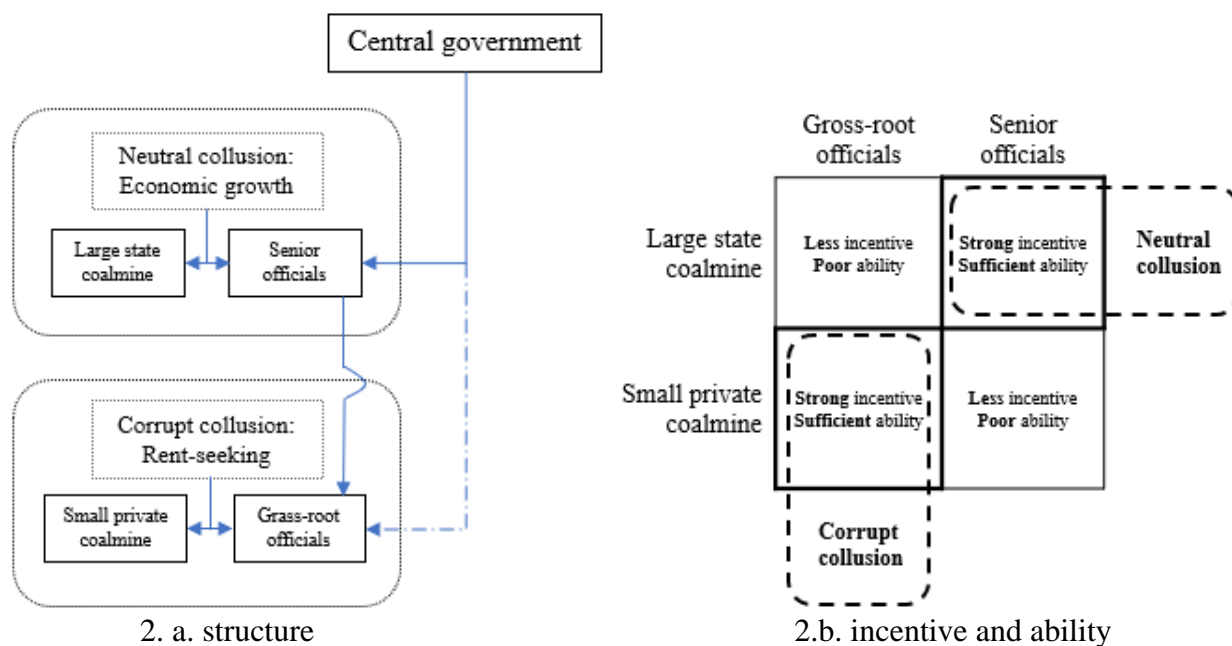 Central government
Neutral collusion:
Economic growth
Large state
coalmine
Senior
officials
Corrupt collusion:
Rent-seeking
Small private
coalmine
Grass-root
officials
2. a. structure
Gross-root
officials
Senior
officials
Large state
coalmine
Less incentive
Poor ability
Strong incentive
Sufficient ability
Neutral
collusion
Small private
coalmine
Strong incentive
Sufficient ability
Less incentive
Poor ability
Corrupt
collusion
2.b. incentive and ability